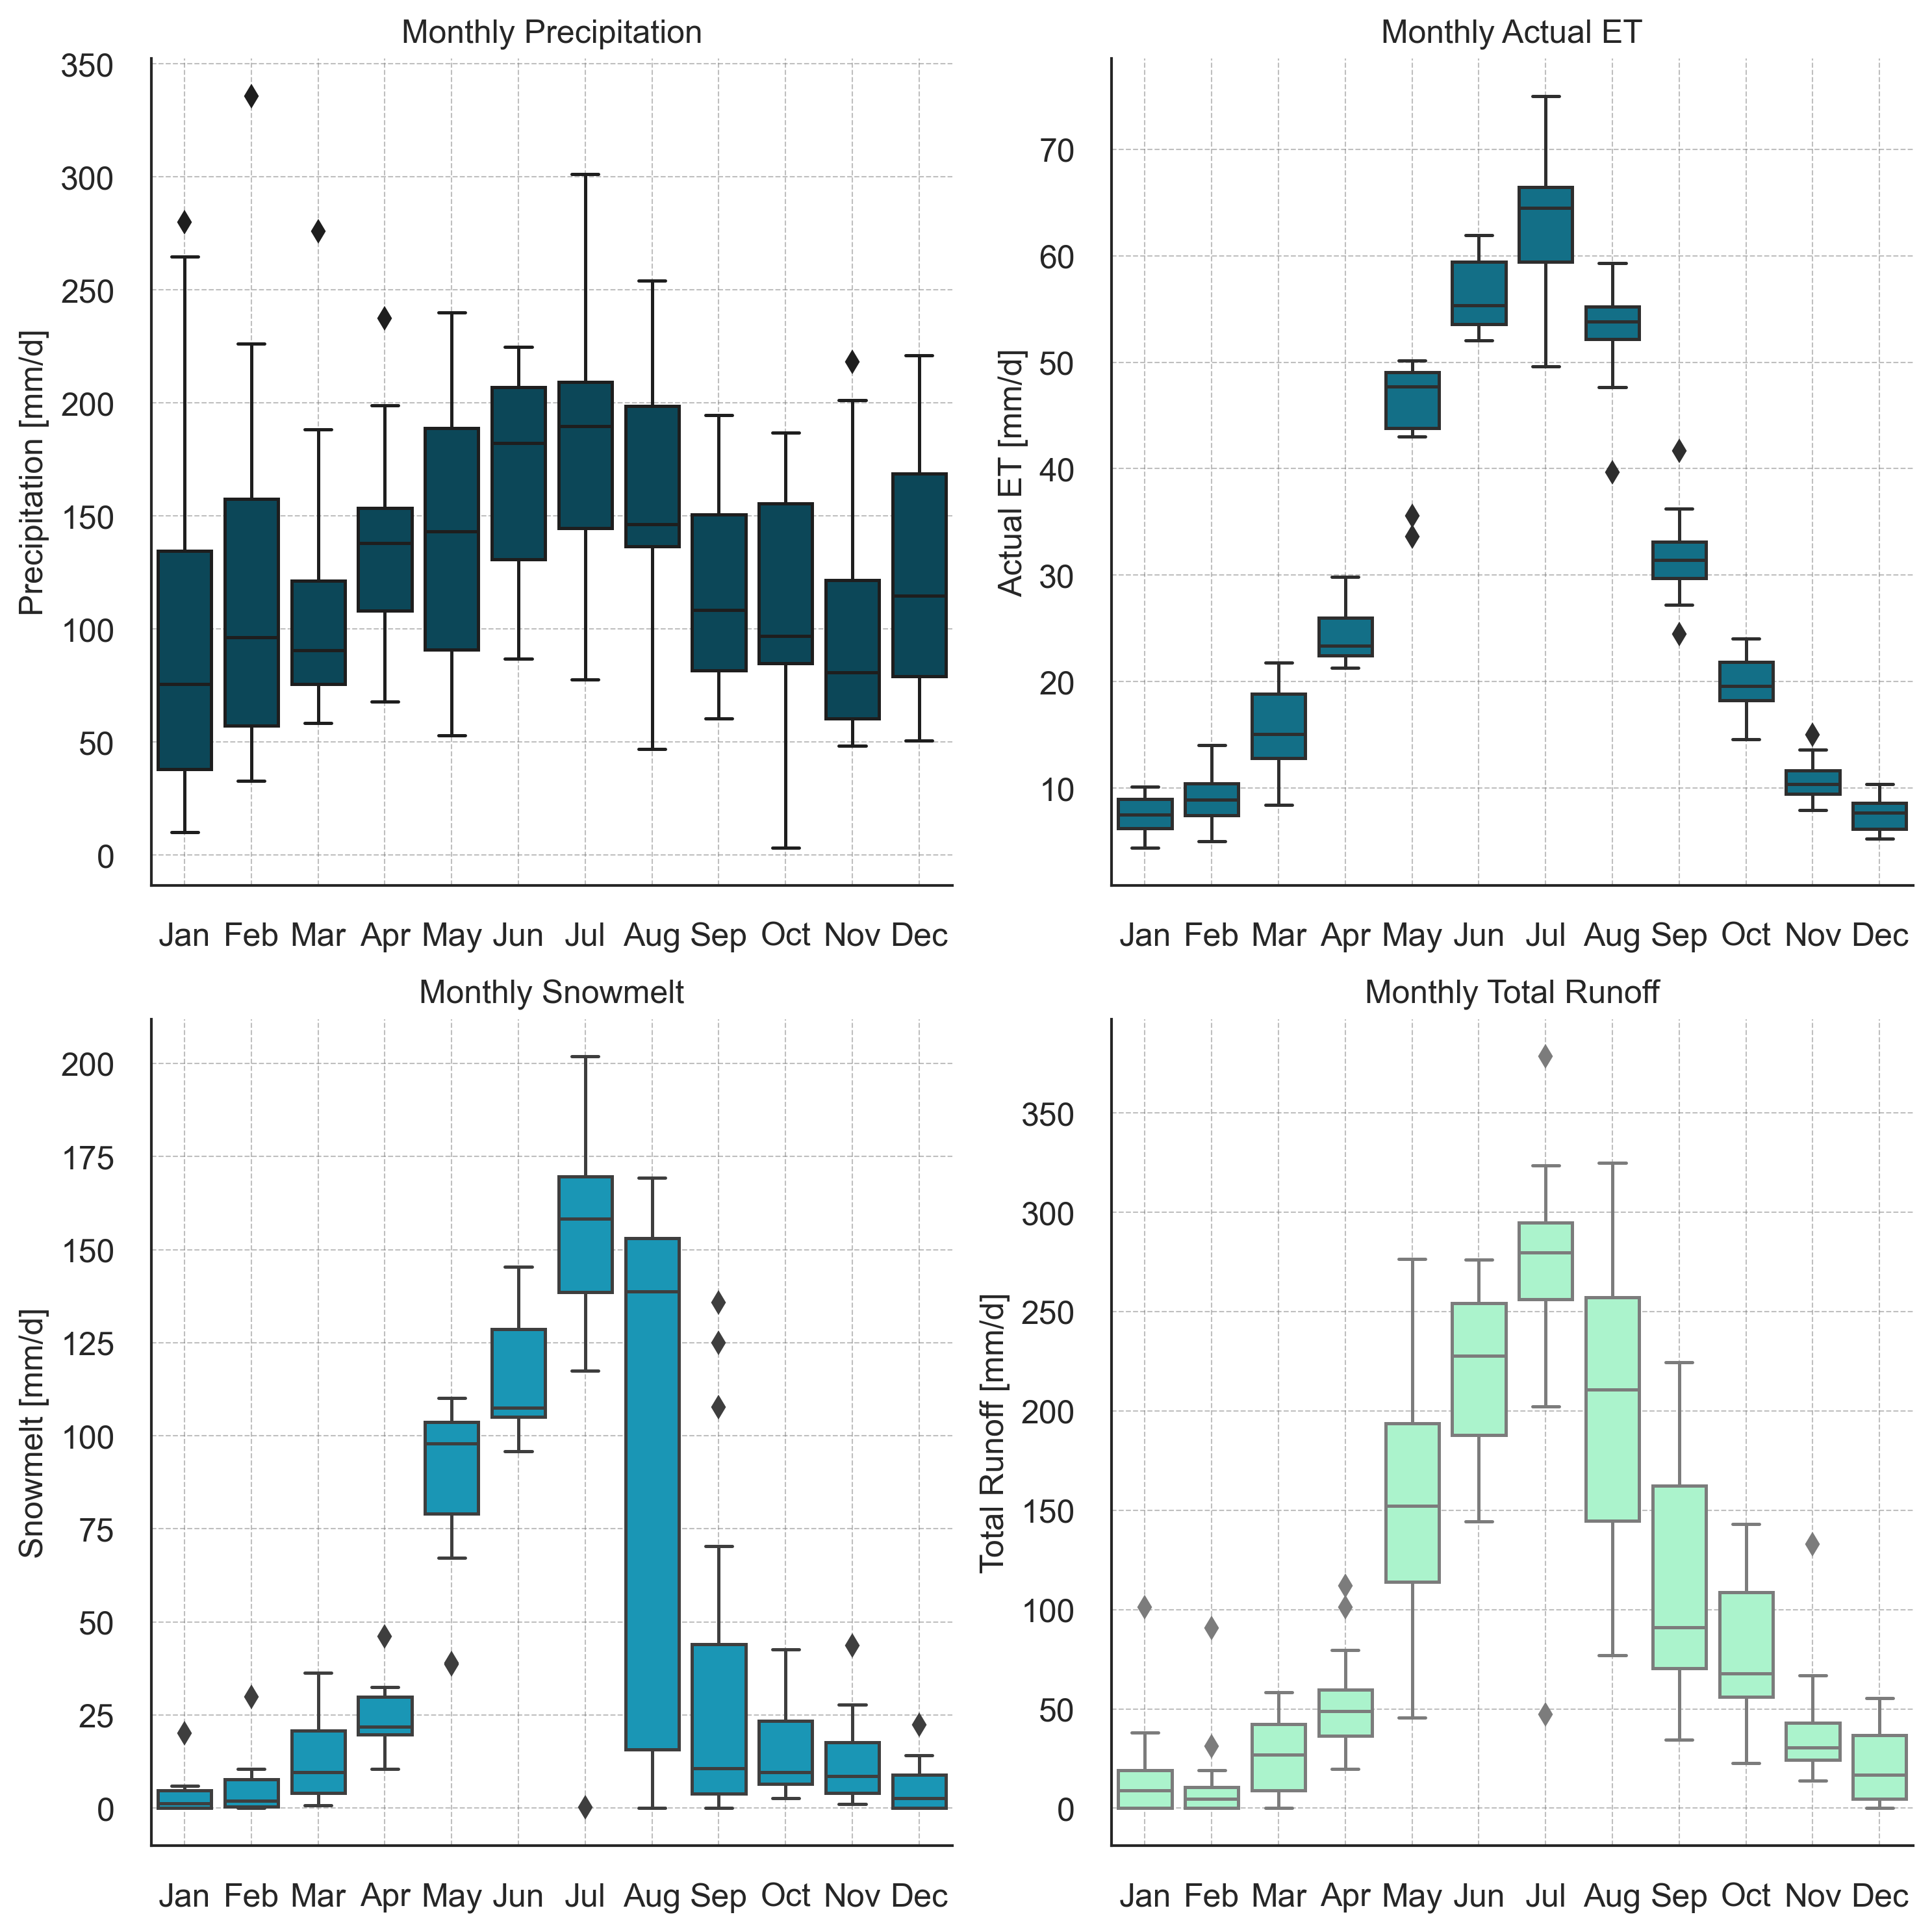 Monthly Precipitation
Precipitation [mm/d]
350
300
250
200
150
100
50
0
Jan Feb Mar Apr May Jun Jul Aug Sep Oct Nov Dec
Monthly Actual ET
Actual ET [mm/d]
70
60
50
40
30
20
10
Jan Feb Mar Apr May Jun Jul Aug Sep Oct Nov Dec
Monthly Snowmelt
Snowmelt [mm/d]
200
175
150
125
100
75
50
25
0
Jan Feb Mar Apr May Jun Jul Aug Sep Oct Nov Dec
Monthly Total Runoff
Total Runoff [mm/d]
350
300
250
200
150
100
50
0
Jan Feb Mar Apr May Jun Jul Aug Sep Oct Nov Dec